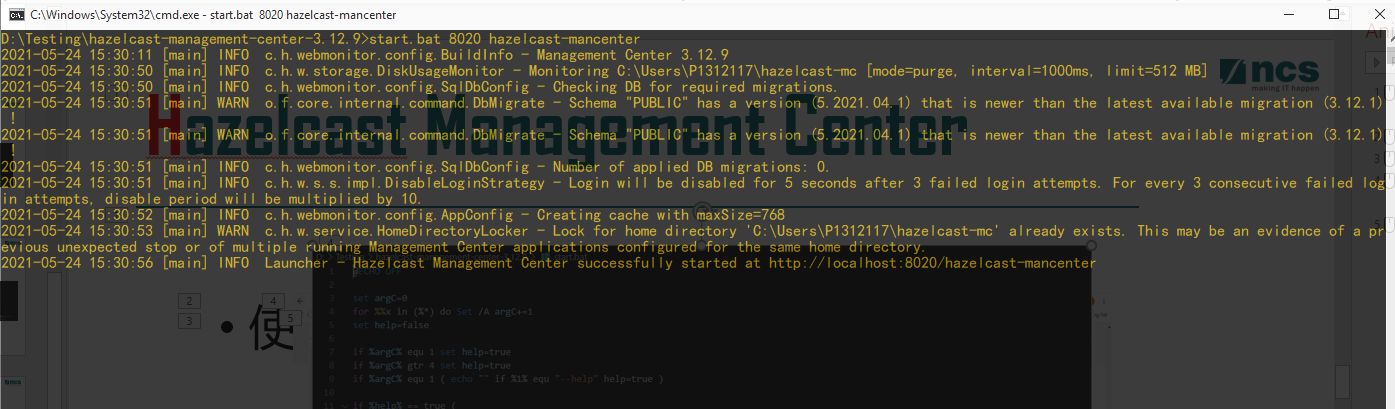 C:\Windows\System32\cmd.exe - start.bat 8020 hazelcast-mancenter
D:\Testing\hazelcast-management-center-3.12.9>start.bat 8020 hazelcast-mancenter
2021-05-24 15:30:11 [main] INFO  c.h.webmonitor.config.BuildInfo - Management Center 3.12.9
2021-05-24 15:30:50 [main] INFO  c.h.w.storage.DiskUsageMonitor - Monitoring C:\Users\P1312117\hazelcast-mc [mode=purge, interval=1000ms, limit=512 MB]
2021-05-24 15:30:50 [main] INFO  c.h.webmonitor.config.SqlDbConfig - Checking DB for required migrations.
2021-05-24 15:30:51 [main] WARN  o.f.core.internal.command.DbMigrate - Schema "PUBLIC" has a version (5.2021.04.1) that is newer than the latest available migration (3.12.1)
!
2021-05-24 15:30:51 [main] WARN  o.f.core.internal.command.DbMigrate - Schema "PUBLIC" has a version (5.2021.04.1) that is newer than the latest available migration (3.12.1)
!
2021-05-24 15:30:51 [main] INFO  c.h.webmonitor.config.SqlDbConfig - Number of applied DB migrations: 0.
2021-05-24 15:30:51 [main] INFO  c.h.w.s.s.impl.DisableLoginStrategy - Login will be disabled for 5 seconds after 3 failed login attempts. For every 3 consecutive failed log
in attempts, disable period will be multiplied by 10.
2021-05-24 15:30:52 [main] INFO  c.h.webmonitor.config.AppConfig - Creating cache with maxSize=768
2021-05-24 15:30:53 [main] WARN  c.h.w.service.HomeDirectoryLocker - Lock for home directory 'C:\Users\P1312117\hazelcast-mc' already exists. This may be an evidence of a pr
evious unexpected stop or of multiple running Management Center applications configured for the same home directory.
2021-05-24 15:30:56 [main] INFO  Launcher - Hazelcast Management Center successfully started at http://localhost:8020/hazelcast-mancenter
ncs
making IT happen
Hazelcast Management Center
start.bat
2
3 set argC=0
4 for %%x in (%*) do Set /A argC+=1
5 set help=false
6
7 if %argC% equ 1 set help=true
8 if %argC% gtr 4 set help=true
9 if %argC% equ 1 ( echo "" if %1% equ "--help" help=true )
10
11 if %help% == true (
2
3
4
5
• 使